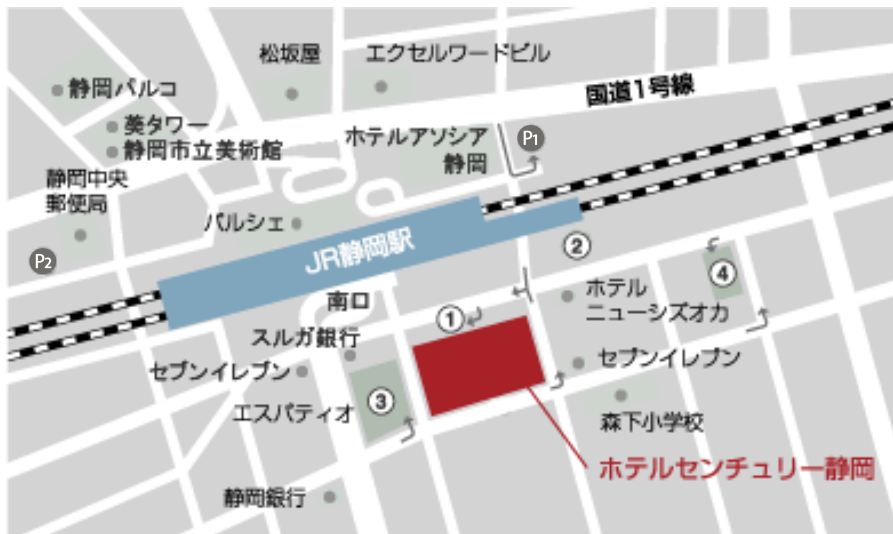 松坂屋
エクセルワードビル
国道1号線
静岡パルコ
葵タワー
静岡市立美術館
ホテルアソシア
静岡
P1
静岡中央
郵便局
P2
パルシェ
JR静岡駅
②
④
南口
①
ホテル
ニューシズオカ
スルガ銀行
セブンイレブン
セブンイレブン
エスパティオ
③
森下小学校
ホテルセンチュリー静岡
静岡銀行